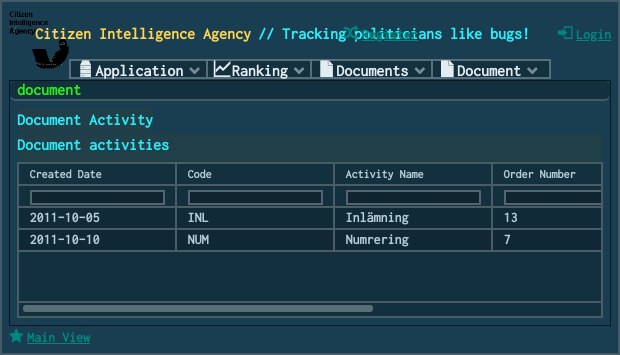 Citizen
Intelligence
Agency
Citizen Intelligence Agency // Tracking politicians like bugs!
Register
Login
Application
Ranking
Documents
Document
document
Document Activity
Document activities
Created Date Code Activity Name Order Number
2011-10-05 INL Inlämning 13
2011-10-10 NUM Numrering 7
Main View